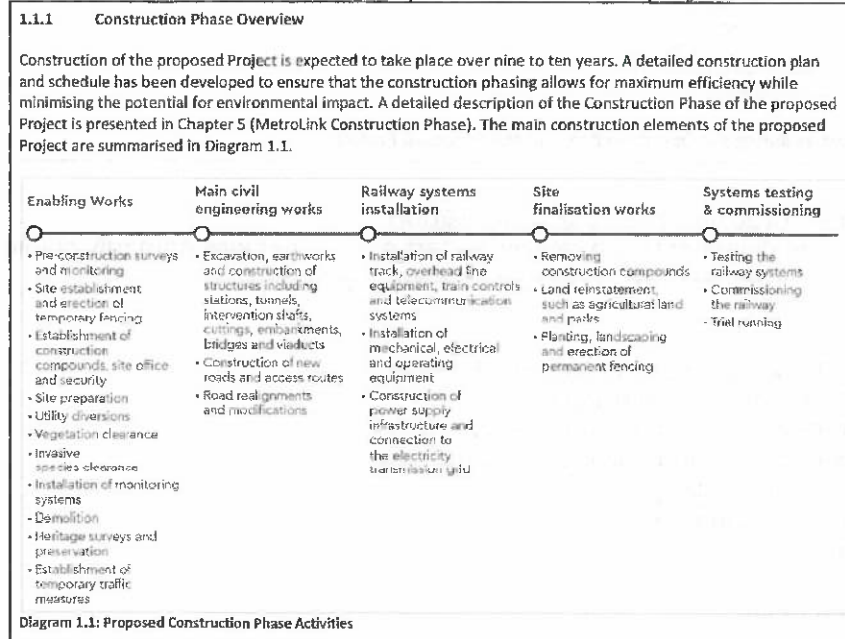 1.1.1 Construction Phase Overview
Construction of the proposed Project is expected to take place over nine to ten years. A detailed construction plan
and schedule has been developed to ensure that the construction phasing allows for maximum efficiency while
minimising the potential for environmental impact. A detailed description of the Construction Phase of the proposed
Project is presented in Chapter 5 (MetroLink Construction Phase). The main construction elements of the proposed
Project are summarised in Diagram 1.1.
Enabling Works
• Pre-construction surveys
and monitoring
• Site establishment
and erection of
temporary fencing
• Establishment of
construction
compounds, site office
and security
• Site preparation
• Utility diversions
• Vegetation clearance
• Invasive
species clearance
• Installation of monitoring
systems
• Demolition
• Heritage surveys and
preservation
• Establishment of
temporary traffic
measures
Main civil
engineering works
• Excavation, earthworks
and construction of
structures including
stations, tunnels,
intervention shafts,
cuttings, embankments,
bridges and viaducts
• Construction of new
roads and access routes
• Road realignments
and modifications
Railway systems
installation
• Installation of railway
track, overhead line
equipment, train controls
and telecommunication
systems
• Installation of
mechanical, electrical
and operating
equipment
• Construction of
power supply
infrastructure and
connection to
the electricity
transmission grid
Site
finalisation works
• Removing
construction compounds
• Land reinstatement,
such as agricultural land
and parks
• Planting, landscaping
and erection of
permanent fencing
Systems testing
& commissioning
• Testing the
railway systems
• Commissioning
the railway
• Trial running
Diagram 1.1: Proposed Construction Phase Activities